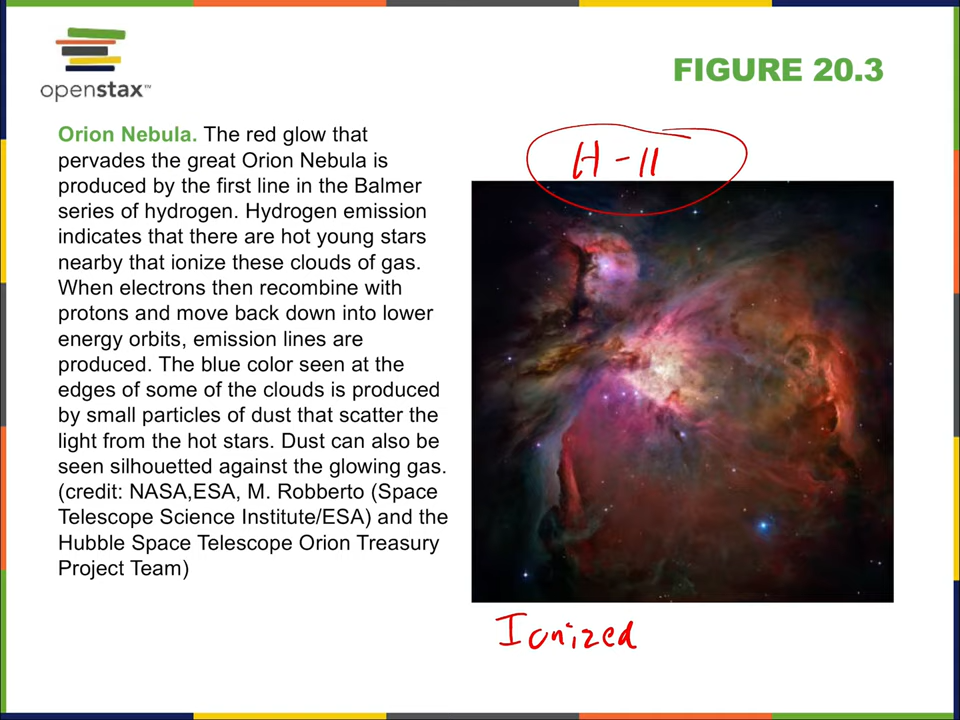 openstax™
FIGURE 20.3
Orion Nebula. The red glow that
pervades the great Orion Nebula is
produced by the first line in the Balmer
series of hydrogen. Hydrogen emission
indicates that there are hot young stars
nearby that ionize these clouds of gas.
When electrons then recombine with
protons and move back down into lower
energy orbits, emission lines are
produced. The blue color seen at the
edges of some of the clouds is produced
by small particles of dust that scatter the
light from the hot stars. Dust can also be
seen silhouetted against the glowing gas.
(credit: NASA,ESA, M. Robberto (Space
Telescope Science Institute/ESA) and the
Hubble Space Telescope Orion Treasury
Project Team)
H-II
Ionized